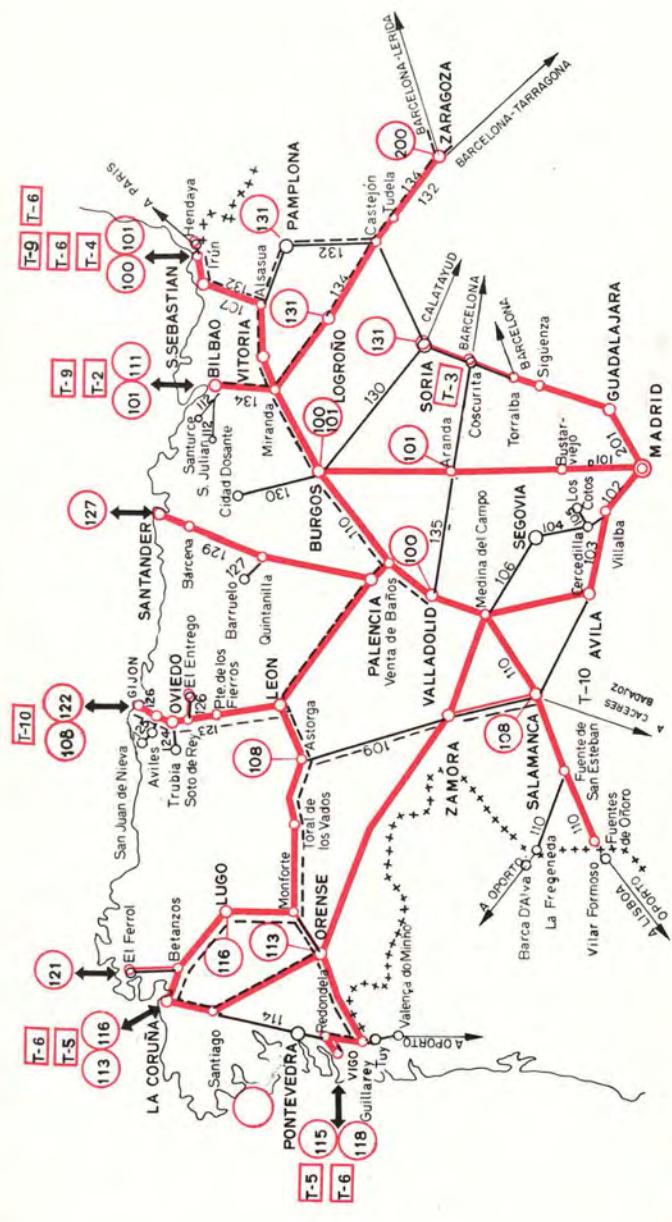 T-6
T-5
113
116
LA CORUÑA
121
El Ferrol
Betanzos
Santiago
LUGO
116
Monforte
113
ORENSE
114
PONTEVEDRA
Redondela
VIGO
Guillarey
Tuy
Valença do Minho
A OPORTO
115
118
T-5
T-6
T-10
108
122
GIJON
126
San Juan de Nieva
Aviles
124
OVIEDO
Trubia
El Entrego
126
Soto de Rey
123
Pte. de los
Fierros
LEON
Astorga
108
Toral de
los Vados
109
127
SANTANDER
Bárcena
129
127
Barruelo
Quintanilla
PALENCIA
Venta de Baños
VALLADOLID
100
110
ZAMORA
SALAMANCA
108
110
Fuente de
San Esteban
110
110
Fuentes
de Oñoro
La Fregeneda
Barca D'Alva
Vilar Formoso
A OPORTO
A LISBOA
OPORTO
T-10
A CACERES
BADAJOZ
T-9
T-2
101
111
BILBAO
112
Santurce
S. Julian
112
Cidad Dosante
130
134
Miranda
VITORIA
BURGOS
100
101
130
LOGROÑO
131
134
T-9
T-6
T-6
T-4
100
101
A PARIS
Hendaya
Irún
S.SEBASTIAN
132
107
Alsasua
PAMPLONA
131
132
Castejón
Tudela
134
132
200
ZARAGOZA
BARCELONA-LERIDA
BARCELONA-TARRAGONA
SORIA
131
CALATAYUD
T-3
Coscurita
BARCELONA
Torralba
BARCELONA
Sigüenza
GUADALAJARA
201
MADRID
Aranda
101
135
Bustar-
viejo
101
102
Los
Cotos
105
Cercedilla
103
Villalba
104
SEGOVIA
106
Medina del Campo
AVILA